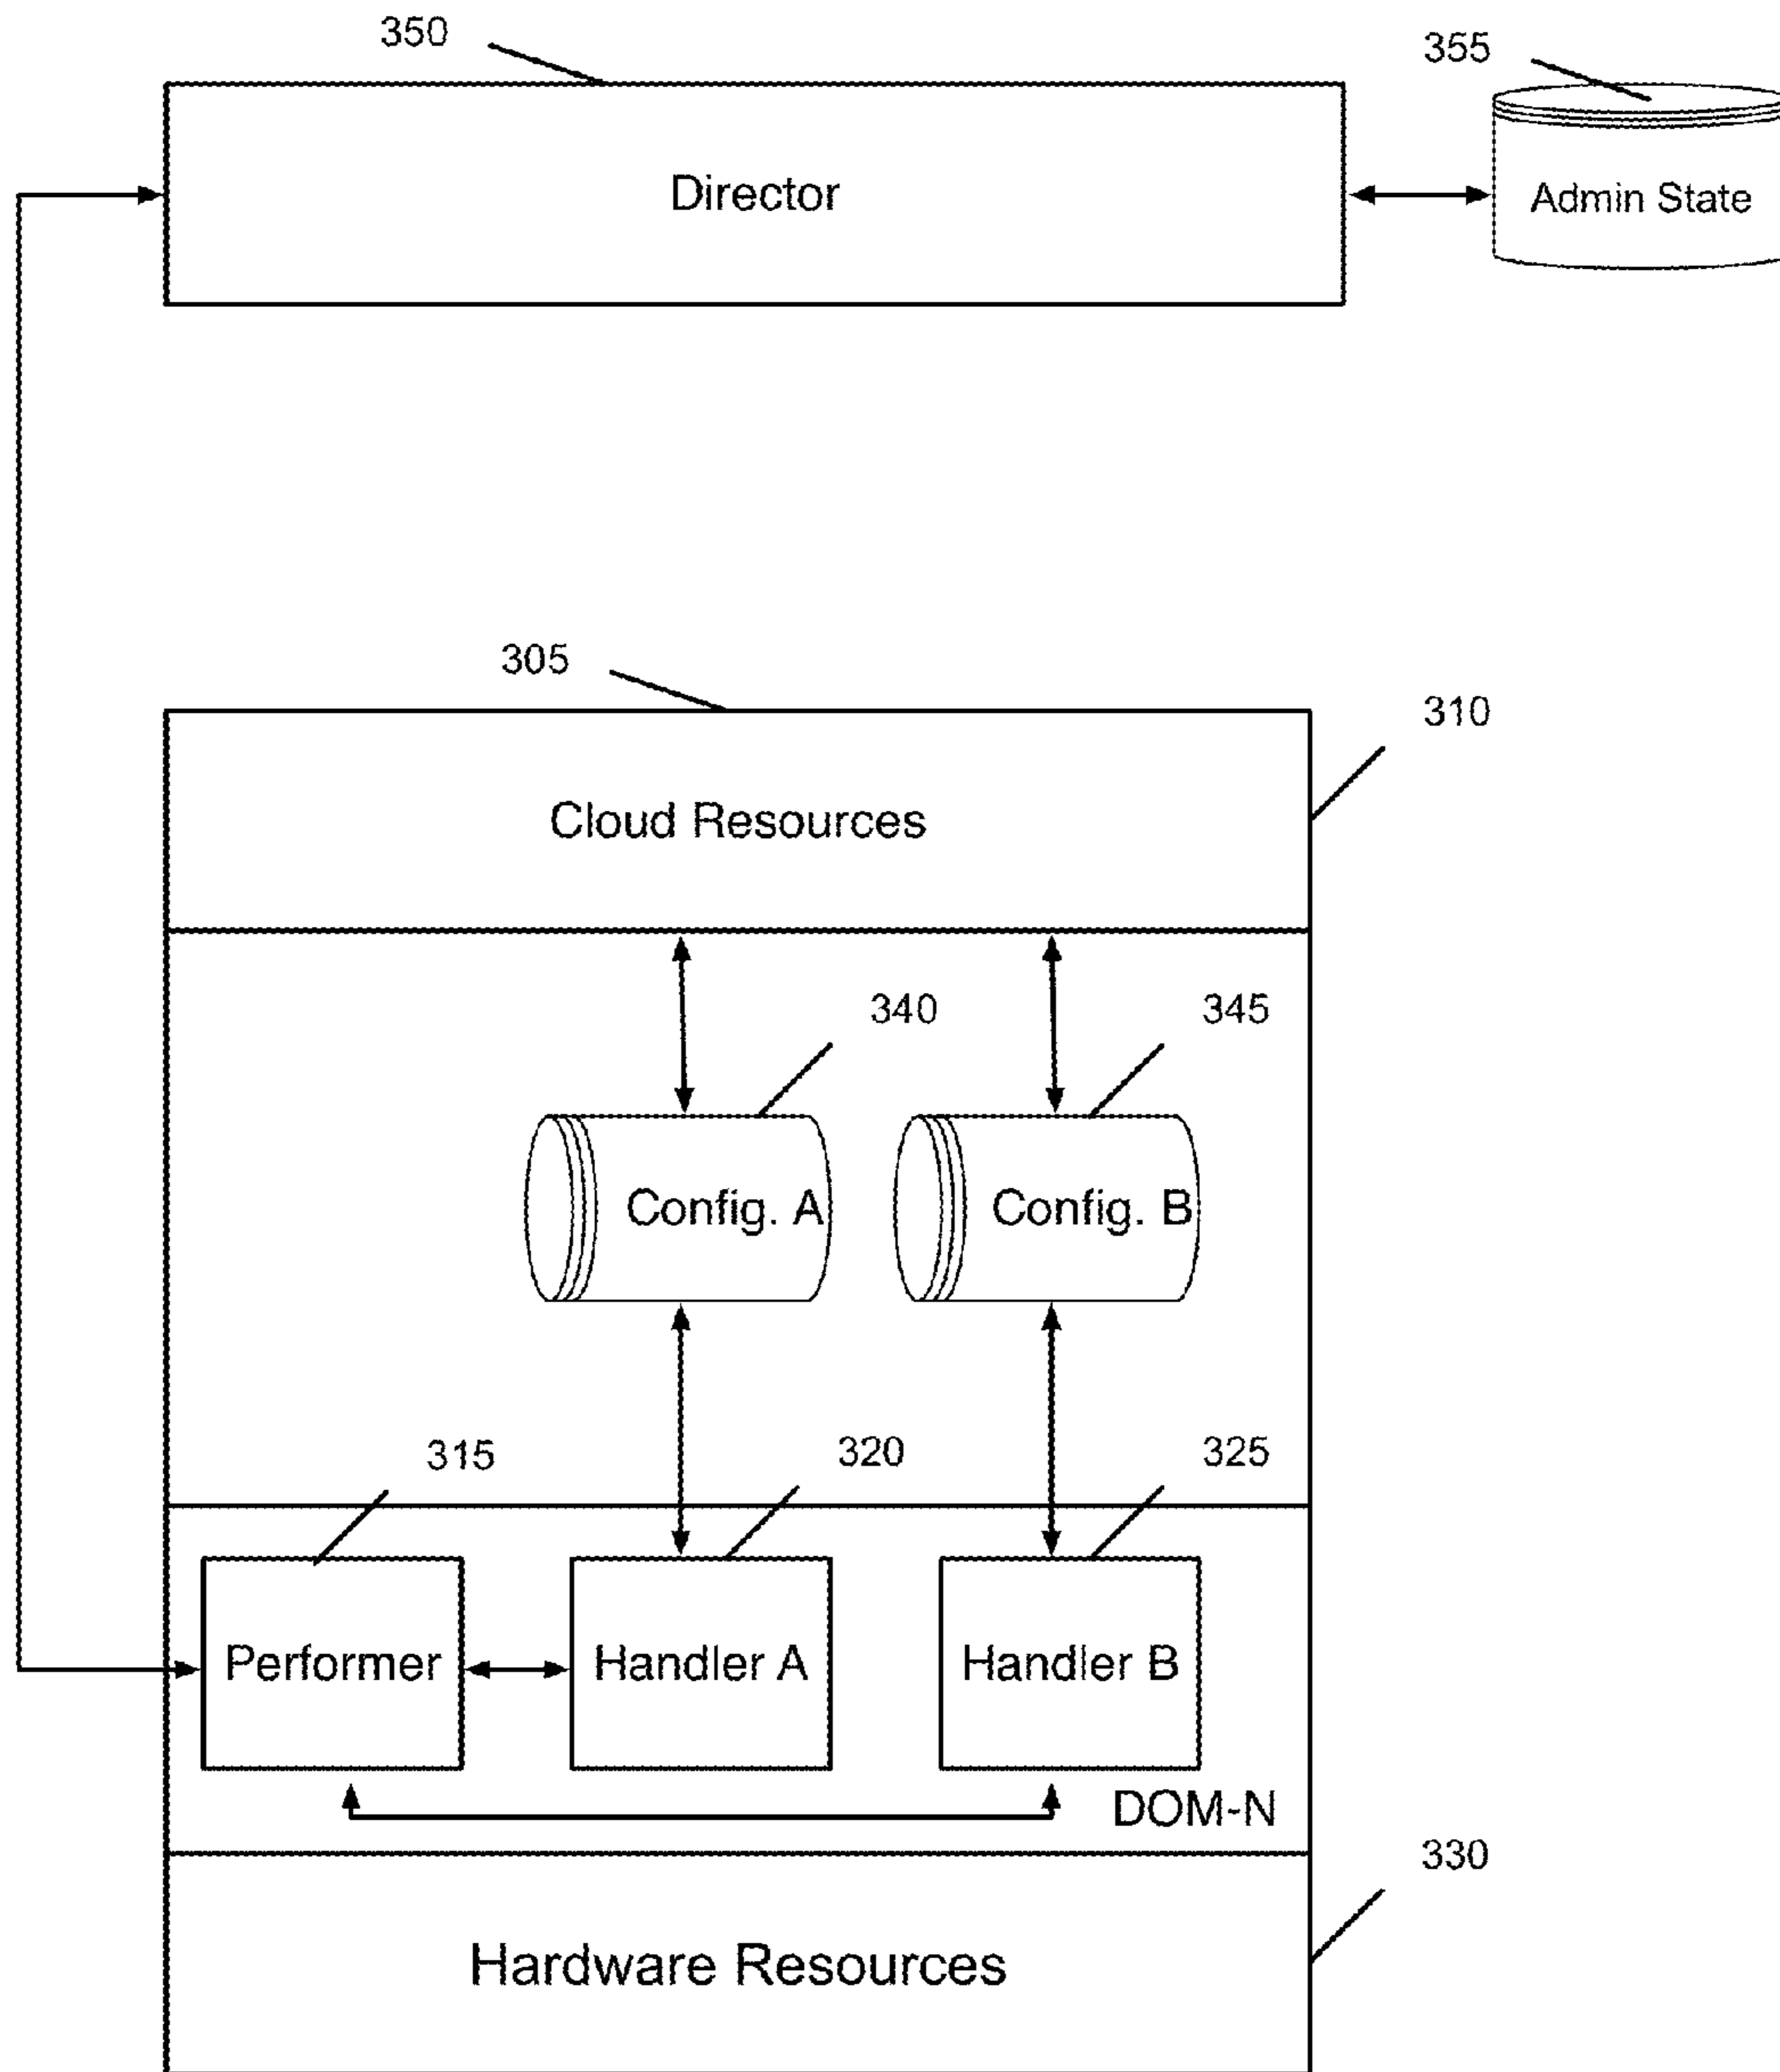 350
355
Director
Admin State
305
310
Cloud Resources
340
345
Config. A
Config. B
315
320
325
Performer
Handler A
Handler B
DOM-N
330
Hardware Resources